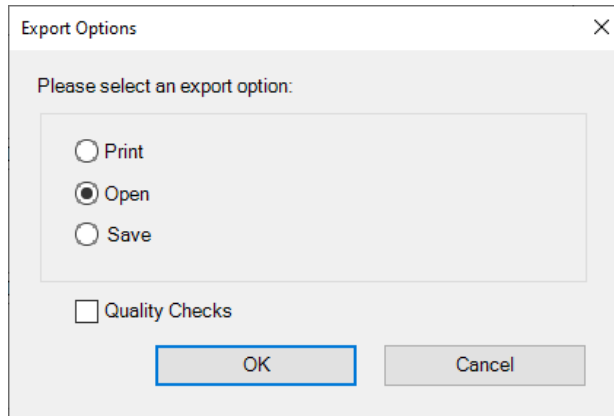 Export Options
Please select an export option:
Print
Open
Save
Quality Checks
OK Cancel